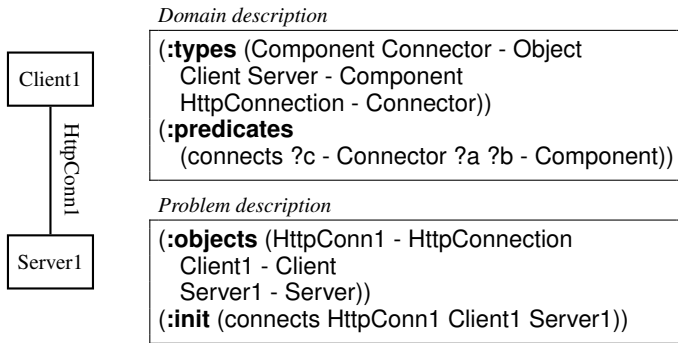 Client1
HttpConn1
Server1
Domain description
(:types (Component Connector - Object
Client Server - Component
HttpConnection - Connector))
(:predicates
(connects ?c - Connector ?a ?b - Component))
Problem description
(:objects (HttpConn1 - HttpConnection
Client1 - Client
Server1 - Server))
(:init (connects HttpConn1 Client1 Server1))